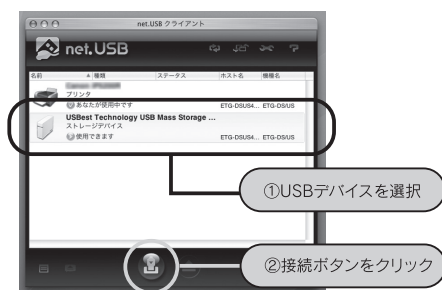 net.USB クライアント
net.USB
名前 ▲ 種類 ステータス ホスト名 機種名
プリンタ
あなたが使用中です ETG-DSUS4... ETG-DS/US
USBest Technology USB Mass Storage ...
ストレージデバイス
使用できます ETG-DSUS4... ETG-DS/US
①USBデバイスを選択
②接続ボタンをクリック